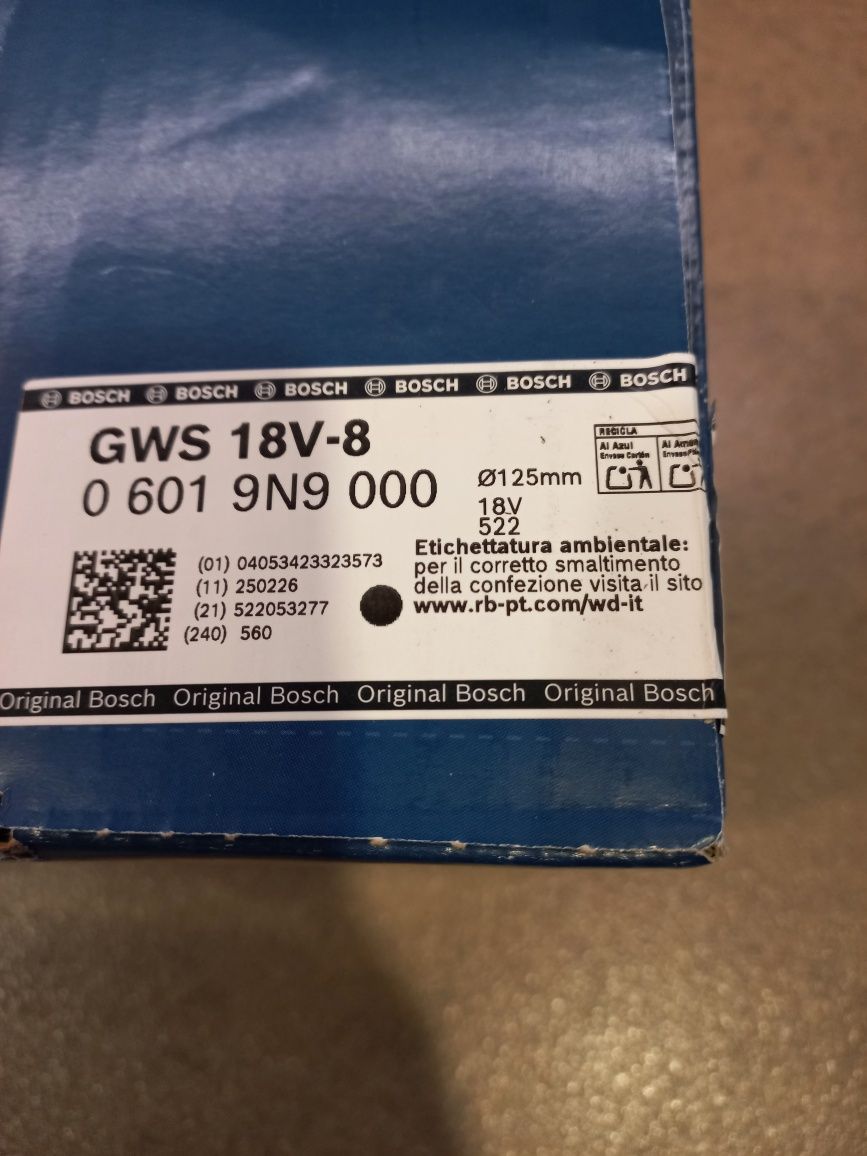 BOSCH BOSCH BOSCH BOSCH BOSCH BOSCH
GWS 18V-8
0 601 9N9 000
Ø125mm
18V
522
RECICLA
Al Azul
Envase Cartón
Al
(01) 04053423323573
(11) 250226
(21) 522053277
(240) 560
Etichettatura ambientale:
per il corretto smaltimento
della confezione visita il sito
www.rb-pt.com/wd-it
Original Bosch Original Bosch Original Bosch Original Bosch